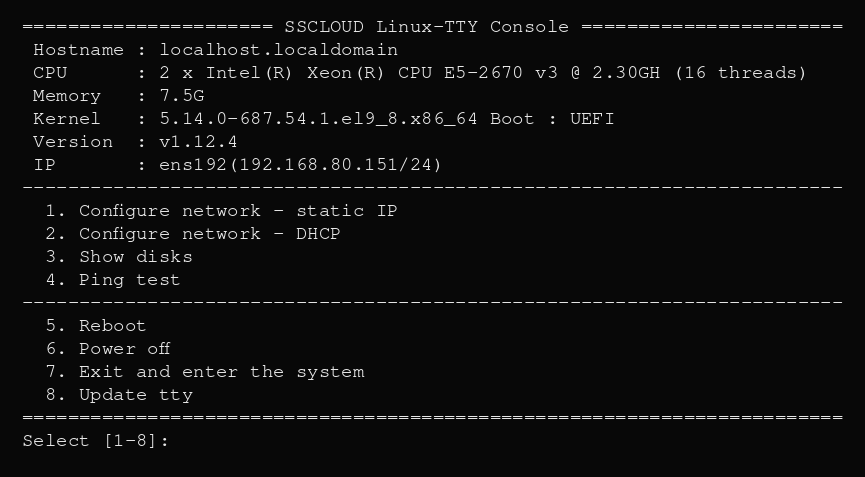 ======================= SSCLOUD Linux-TTY Console ========================
Hostname : localhost.localdomain
CPU      : 2 x Intel(R) Xeon(R) CPU E5-2670 v3 @ 2.30GH (16 threads)
Memory   : 7.5G
Kernel   : 5.14.0-687.54.1.el9_8.x86_64 Boot : UEFI
Version  : v1.12.4
IP       : ens192(192.168.80.151/24)
------------------------------------------------------------------------
1. Configure network - static IP
2. Configure network - DHCP
3. Show disks
4. Ping test
------------------------------------------------------------------------
5. Reboot
6. Power off
7. Exit and enter the system
8. Update tty
========================================================================
Select [1-8]: